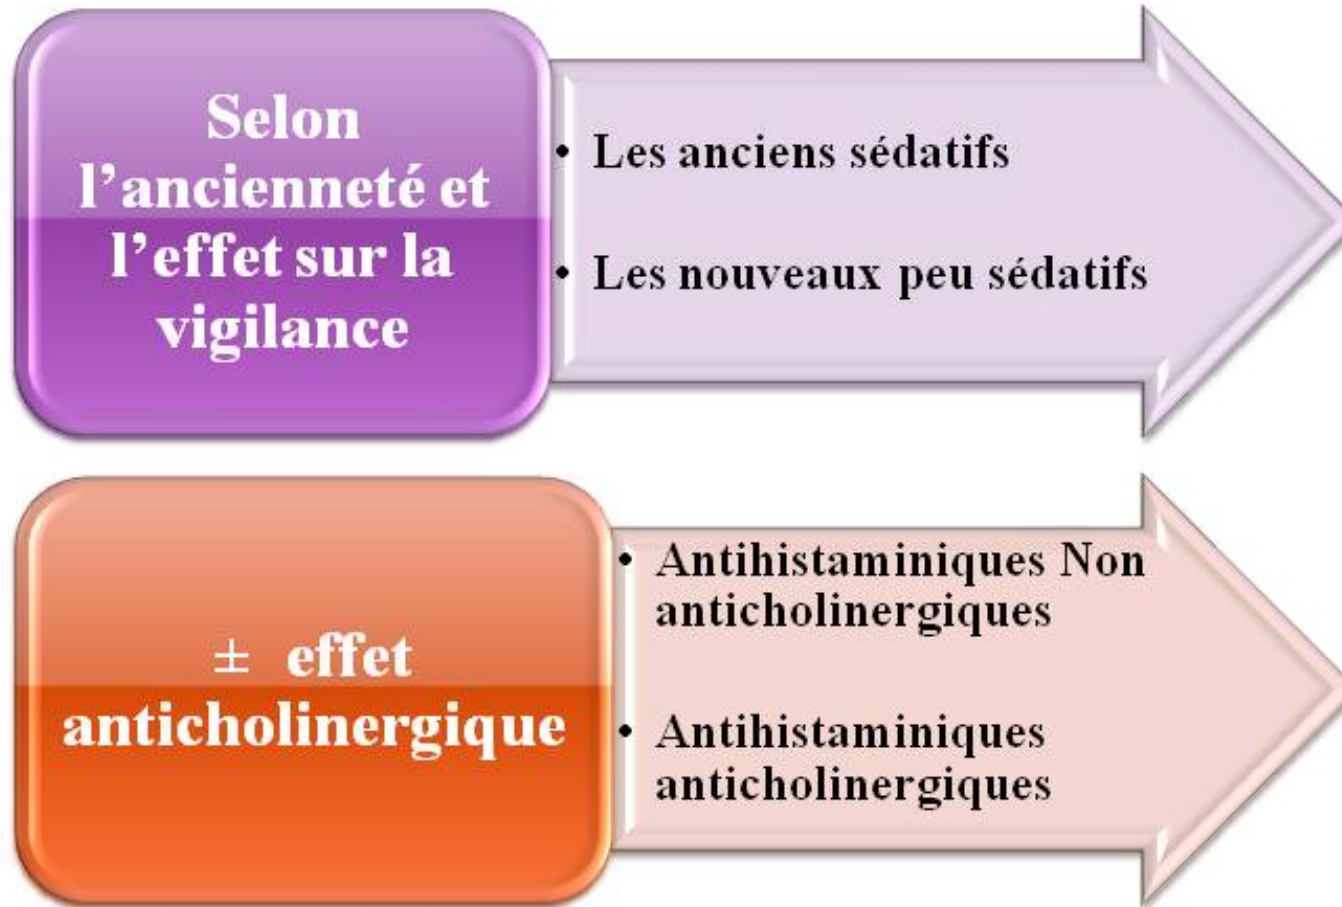 Selon
l’ancienneté et
l’effet sur la
vigilance
• Les anciens sédatifs
• Les nouveaux peu sédatifs
± effet
anticholinergique
• Antihistaminiques Non
anticholinergiques
• Antihistaminiques
anticholinergiques